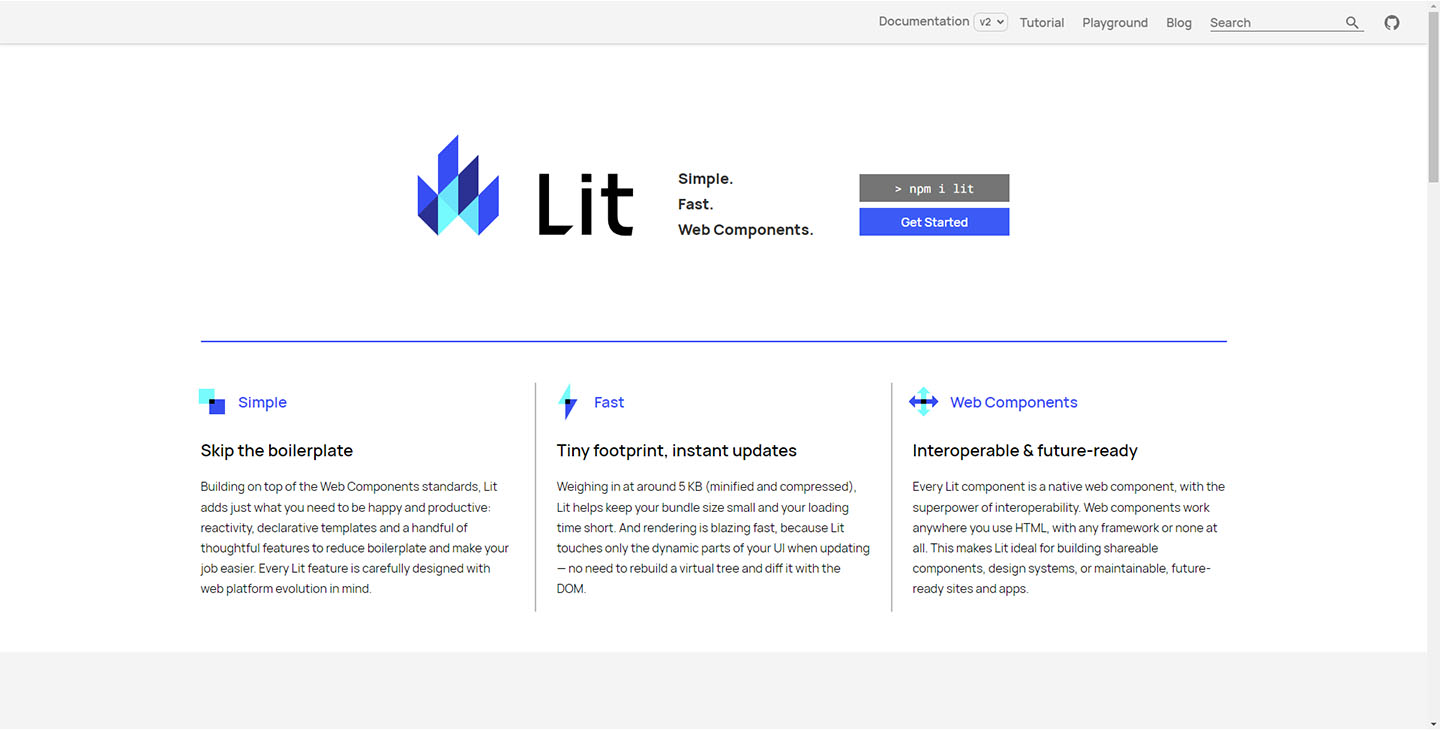 Documentation v2 Tutorial Playground Blog Search
Lit
Simple.
Fast.
Web Components.
> npm i lit
Get Started
Simple
Skip the boilerplate
Building on top of the Web Components standards, Lit
adds just what you need to be happy and productive:
reactivity, declarative templates and a handful of
thoughtful features to reduce boilerplate and make your
job easier. Every Lit feature is carefully designed with
web platform evolution in mind.
Fast
Tiny footprint, instant updates
Weighing in at around 5 KB (minified and compressed),
Lit helps keep your bundle size small and your loading
time short. And rendering is blazing fast, because Lit
touches only the dynamic parts of your UI when updating
— no need to rebuild a virtual tree and diff it with the
DOM.
Web Components
Interoperable & future-ready
Every Lit component is a native web component, with the
superpower of interoperability. Web components work
anywhere you use HTML, with any framework or none at
all. This makes Lit ideal for building shareable
components, design systems, or maintainable, future-
ready sites and apps.